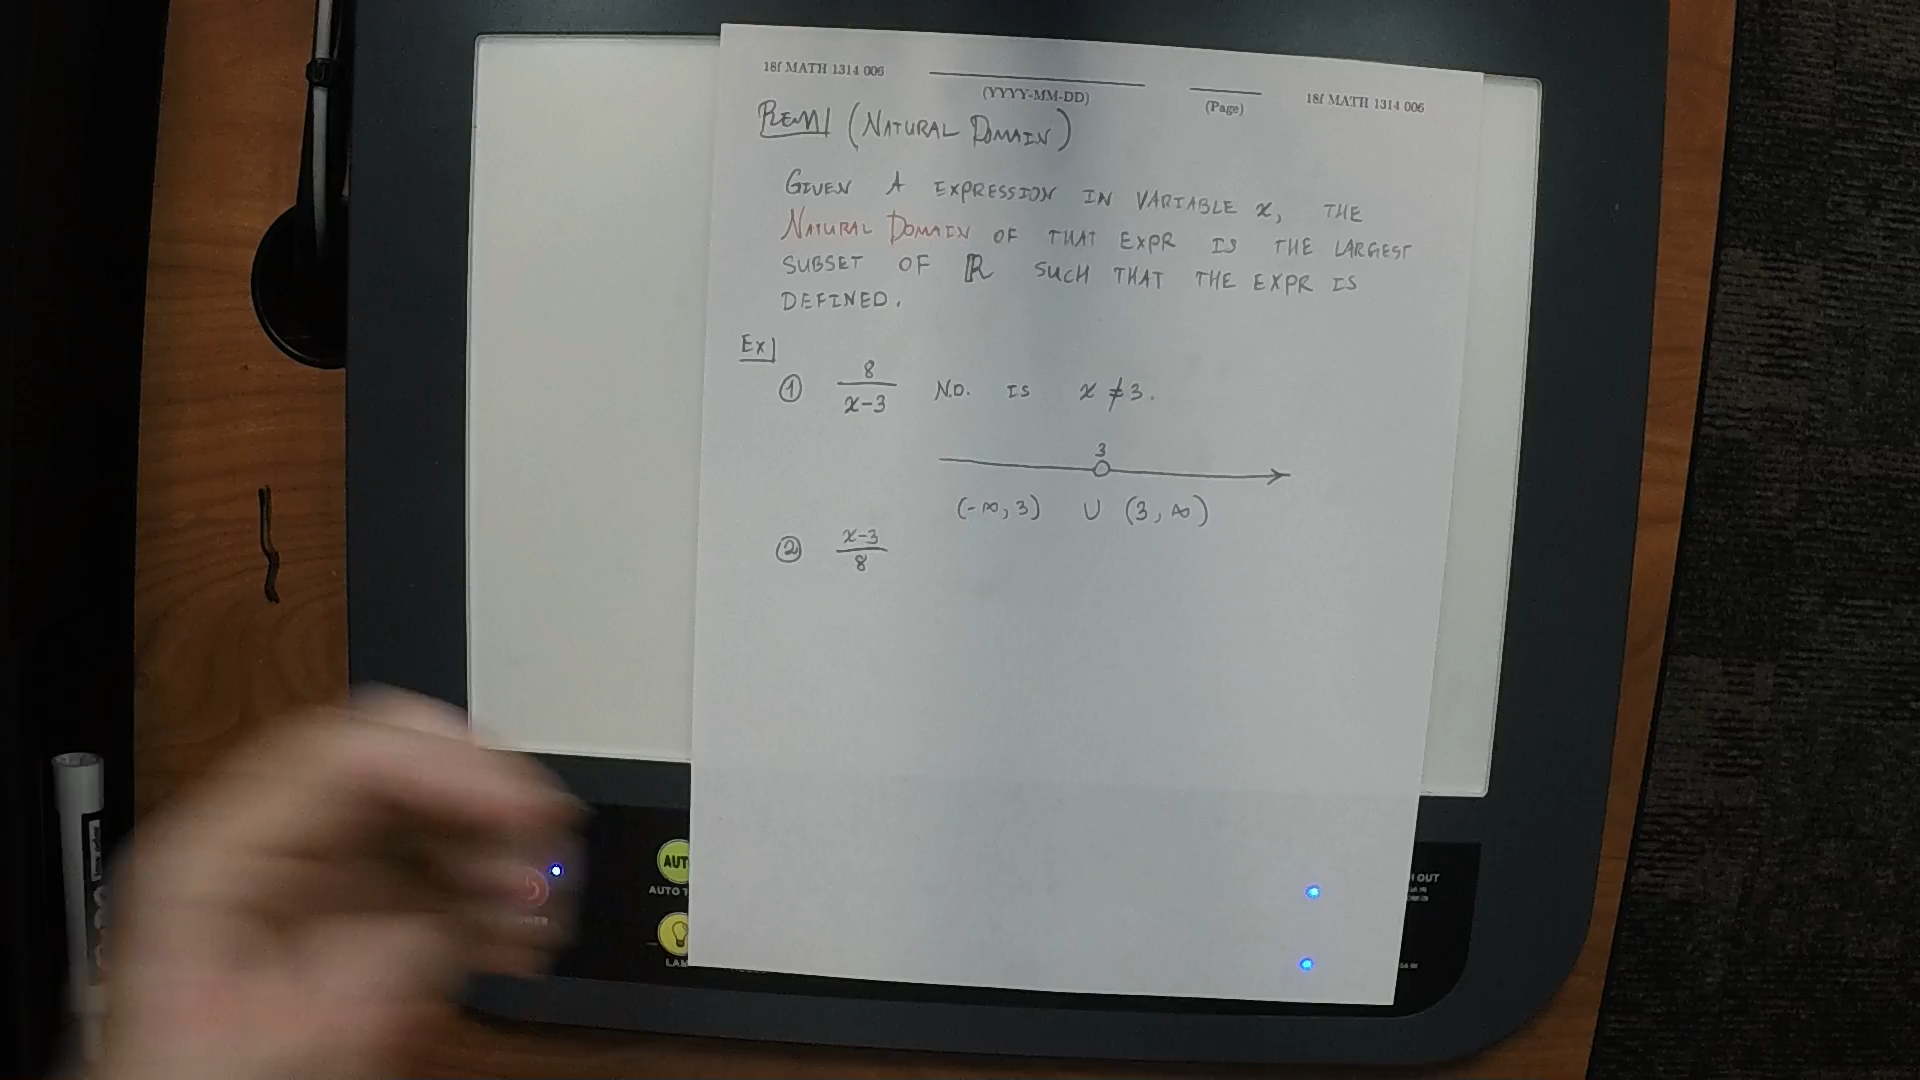 18f MATH 1314 006
(YYYY-MM-DD)
(Page)
18f MATH 1314 006
REM (NATURAL DOMAIN)
GIVEN A EXPRESSION IN VARIABLE x, THE
NATURAL DOMAIN OF THAT EXPR IS THE LARGEST
SUBSET OF ℝ SUCH THAT THE EXPR IS
DEFINED.
EX
① 8/(x-3) N.D. IS x ≠ 3.
3
(-∞, 3) ∪ (3, ∞)
② (x-3)/8
AUTO
LAM
OUT